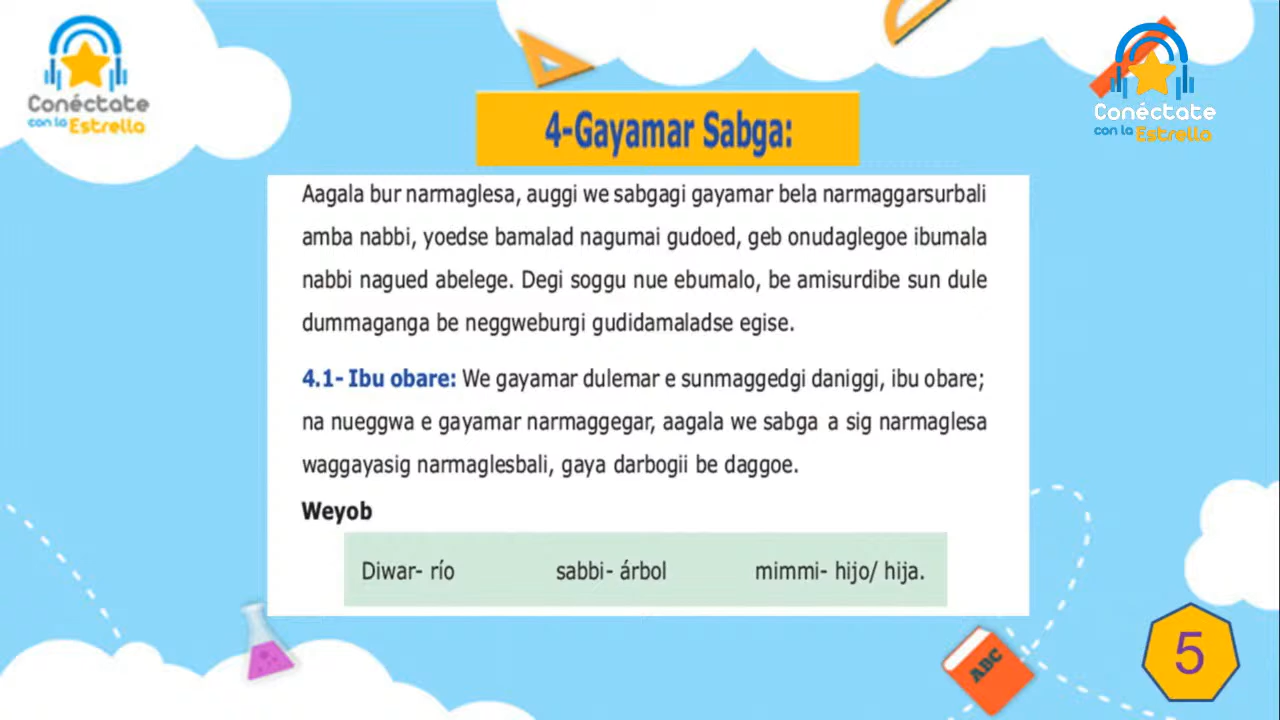 Conéctate
con la Estrella
Conéctate
con la Estrella
4-Gayamar Sabga:
Aagala bur narmaglesa, auggi we sabgagi gayamar bela narmaggarsurbali
amba nabbi, yoedse bamalad nagumai gudoed, geb onudaglegoe ibumala
nabbi nagued abelege. Degi soggu nue ebumalo, be amisurdibe sun dule
dummaganga be neggweburgi gudidamaladse egise.
4.1- Ibu obare: We gayamar dulemar e sunmaggedgi daniggi, ibu obare;
na nueggwa e gayamar narmaggegar, aagala we sabga a sig narmaglesa
waggayasig narmaglesbali, gaya darbogii be daggoe.
Weyob
Diwar- río sabbi- árbol mimmi- hijo/ hija.
ABC
5